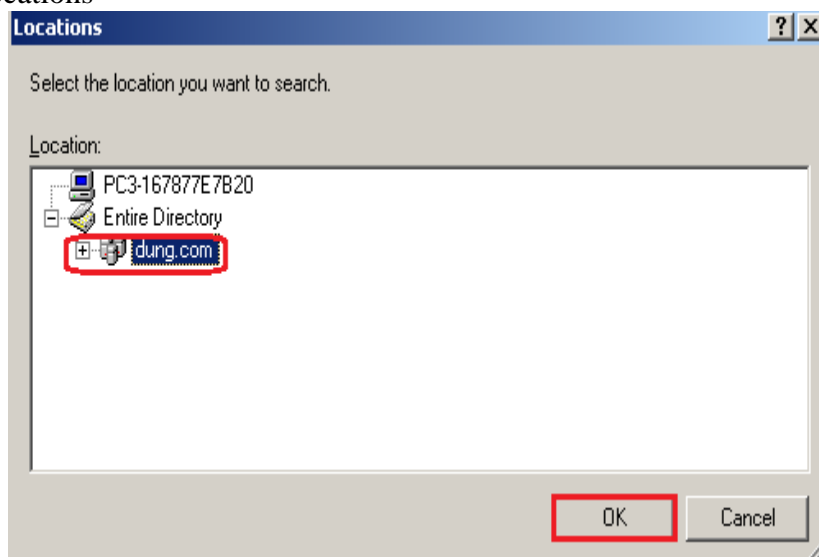 Locations
Select the location you want to search.
Location:
PC3-167877E7B20
Entire Directory
dung.com
OK
Cancel